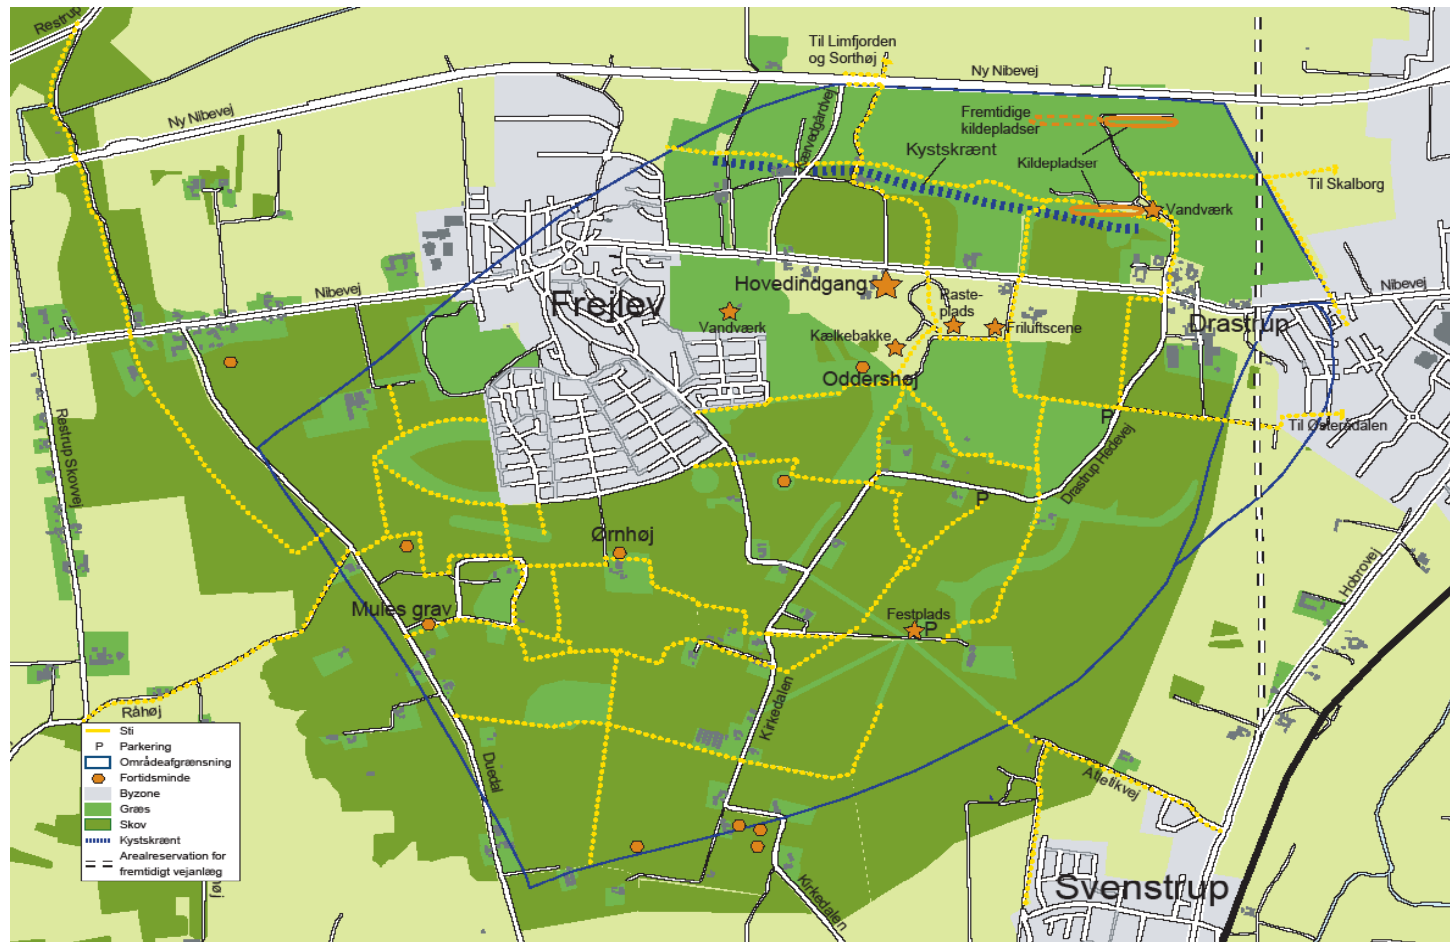 Restrup
Til Limfjorden
og Sorthøj
Ny Nibevej
Ny Nibevej
Kærvedgårdvej
Fremtidige
kildepladser
Kystskrænt
Kildepladser
Til Skalborg
Vandværk
Nibevej
Nibevej
Hovedindgang
Frejlev
Vandværk
Raste-
plads
Friluftscene
Kælkebakke
Drastrup
Oddershøj
P
Til Østerådalen
Restrup Skovvej
Drastrup Hedevej
P
Ørnhøj
Hobrovej
Mules grav
Festplads
P
Råhøj
Kirkedalen
Duedal
Atletikvej
Kirkedalen
Svenstrup
Sti
P Parkering
Områdeafgrænsning
Fortidsminde
Byzone
Græs
Skov
Kystskrænt
Arealreservation for
fremtidigt vejanlæg